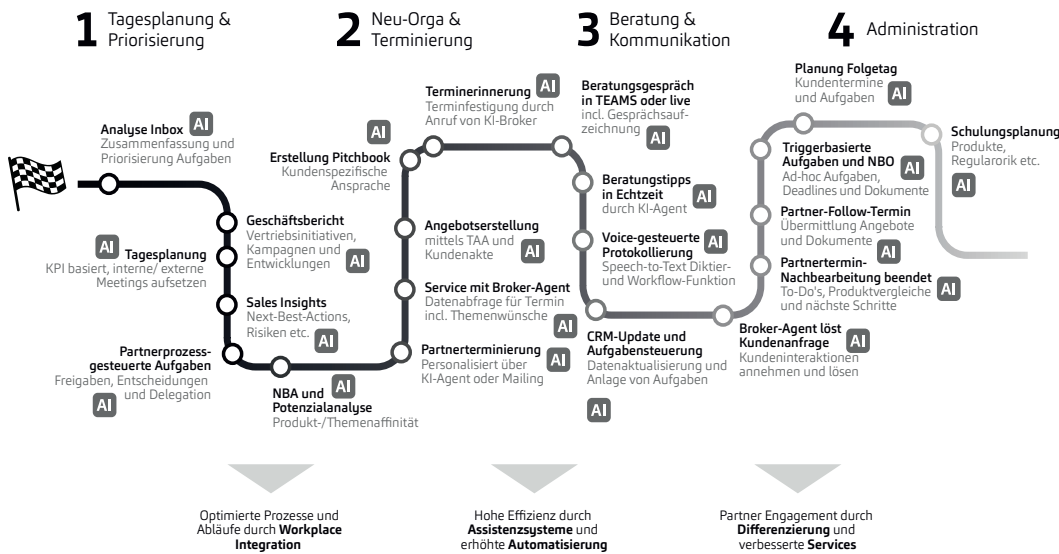 1 Tagesplanung &
Priorisierung
2 Neu-Orga &
Terminierung
3 Beratung &
Kommunikation
4 Administration
Analyse Inbox AI
Zusammenfassung und
Priorisierung Aufgaben
Geschäftsbericht
Vertriebsinitiativen,
Kampagnen und
Entwicklungen AI
AI Tagesplanung
KPI basiert, interne/ externe
Meetings aufsetzen
Sales Insights
Next-Best-Actions,
Risiken etc. AI
Partnerprozess-
gesteuerte Aufgaben
Freigaben, Entscheidungen
und Delegation
AI
AI
NBA und
Potenzialanalyse
Produkt-/Themenaffinität
Terminerinnerung AI
Terminfestigung durch
Anruf von KI-Broker
AI
Erstellung Pitchbook
Kundenspezifische
Ansprache
Angebotserstellung AI
mittels TAA und
Kundenakte
Service mit Broker-Agent
Datenabfrage für Termin
incl. Themenwünsche AI
Partnerterminierung AI
Personalisiert über
KI-Agent oder Mailing
Beratungsgespräch
in TEAMS oder live AI
incl. Gesprächsauf-
zeichnung
Beratungstipps
in Echtzeit AI
durch KI-Agent
Voice-gesteuerte AI
Protokollierung
Speech-to-Text Diktier-
und Workflow-Funktion
CRM-Update und
Aufgabensteuerung
Datenaktualisierung und
Anlage von Aufgaben
AI
Planung Folgetag AI
Kundentermine
und Aufgaben
Triggerbasierte
Aufgaben und NBO AI
Ad-hoc Aufgaben,
Deadlines und Dokumente
Partner-Follow-Termin
Übermittlung Angebote
und Dokumente AI
Partnertermin-
Nachbearbeitung beendet
To-Do's, Produktvergleiche AI
und nächste Schritte
Broker-Agent löst
Kundenanfrage AI
Kundeninteraktionen
annehmen und lösen
Schulungsplanung
Produkte,
Regularorik etc.
AI
Optimierte Prozesse und
Abläufe durch Workplace
Integration
Hohe Effizienz durch
Assistenzsysteme und
erhöhte Automatisierung
Partner Engagement durch
Differenzierung und
verbesserte Services